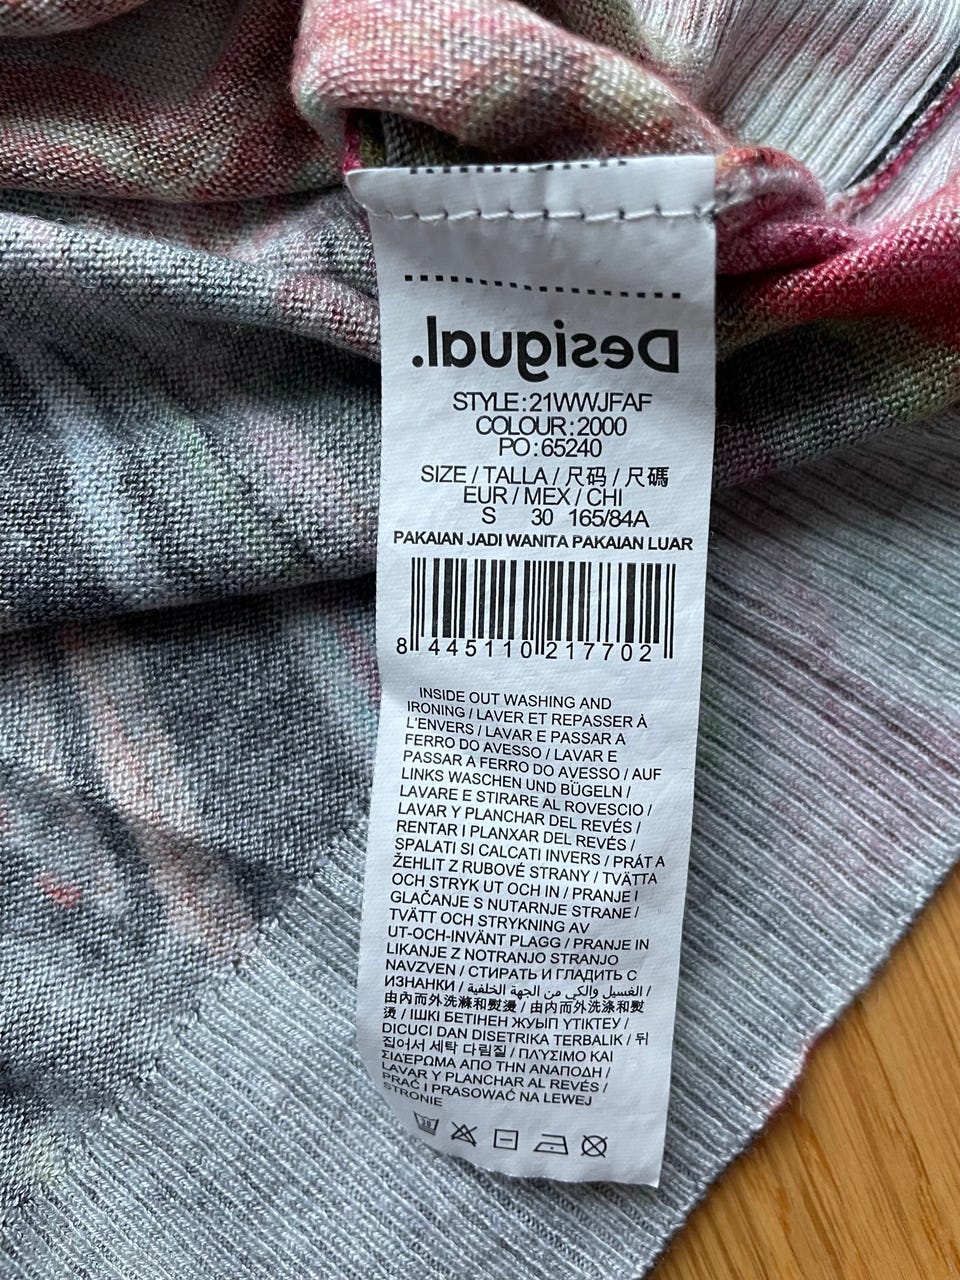 Desigual.
STYLE:21WWJFAF
COLOUR:2000
PO:65240
SIZE / TALLA / 尺码 / 尺碼
EUR / MEX / CHI
S 30 165/84A
PAKAIAN JADI WANITA PAKAIAN LUAR
8 445110 217702
INSIDE OUT WASHING AND
IRONING / LAVER ET REPASSER À
L'ENVERS / LAVAR E PASSAR A
FERRO DO AVESSO / LAVAR E
PASSAR A FERRO DO AVESSO / AUF
LINKS WASCHEN UND BÜGELN /
LAVARE E STIRARE AL ROVESCIO /
LAVAR Y PLANCHAR DEL REVÉS /
RENTAR I PLANXAR DEL REVÉS /
SPALATI SI CALCATI INVERS / PRÁT A
ŽEHLIT Z RUBOVÉ STRANY / TVÄTTA
OCH STRYK UT OCH IN / PRANJE I
GLAČANJE S NUTARNJE STRANE /
TVÄTT OCH STRYKNING AV
UT-OCH-INVÄNT PLAGG / PRANJE IN
LIKANJE Z NOTRANJO STRANJO
NAVZVEN / СТИРАТЬ И ГЛАДИТЬ С
ИЗНАНКИ / الغسيل والكي من الجهة الخلفية /
由內而外洗滌和熨燙 / 由内而外洗涤和熨
烫 / ІШКІ БЕТІНЕН ЖУЫП ҮТІКТЕУ /
DICUCI DAN DISETRIKA TERBALIK / 뒤
집어서 세탁 다림질 / ΠΛΥΣΙΜΟ ΚΑΙ
ΣΙΔΕΡΩΜΑ ΑΠΟ ΤΗΝ ΑΝΑΠΟΔΗ /
LAVAR Y PLANCHAR AL REVÉS /
PRAĆ I PRASOWAĆ NA LEWEJ
STRONIE
30